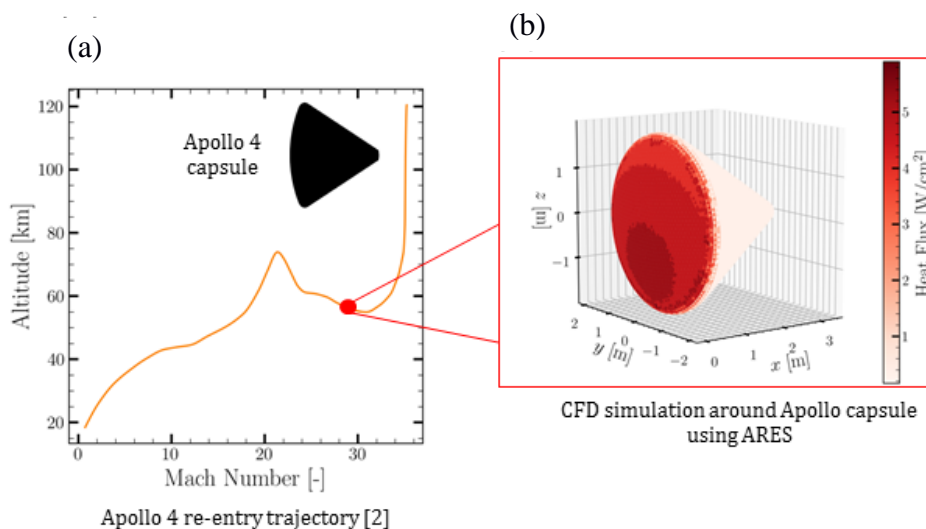 (a)
(b)
Apollo 4
capsule
120
100
80
60
40
20
0
10
20
30
Altitude [km]
Mach Number [-]
Apollo 4 re-entry trajectory [2]
1
0
-1
z [m]
2
1
0
-1
-2
y [m]
0
1
2
3
x [m]
5
4
3
2
1
Heat Flux [W/cm²]
CFD simulation around Apollo capsule
using ARES